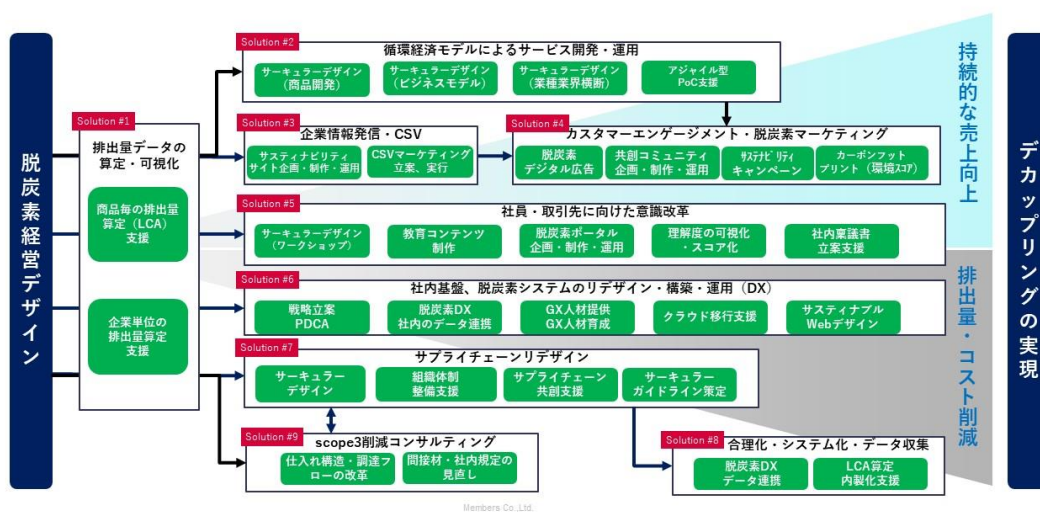 脱炭素経営デザイン
Solution #1
排出量データの
算定・可視化
商品毎の排出量
算定（LCA）
支援
企業単位の
排出量算定
支援
Solution #2
循環経済モデルによるサービス開発・運用
サーキュラーデザイン
（商品開発）
サーキュラーデザイン
（ビジネスモデル）
サーキュラーデザイン
（業種業界横断）
アジャイル型
PoC支援
Solution #3
企業情報発信・CSV
サスティナビリティ
サイト企画・制作・運用
CSVマーケティング
立案、実行
Solution #4
カスタマーエンゲージメント・脱炭素マーケティング
脱炭素
デジタル広告
共創コミュニティ
企画・制作・運用
サステナビリティ
キャンペーン
カーボンフット
プリント（環境スコア）
Solution #5
社員・取引先に向けた意識改革
サーキュラーデザイン
（ワークショップ）
教育コンテンツ
制作
脱炭素ポータル
企画・制作・運用
理解度の可視化
・スコア化
社内稟議書
立案支援
Solution #6
社内基盤、脱炭素システムのリデザイン・構築・運用（DX）
戦略立案
PDCA
脱炭素DX
社内のデータ連携
GX人材提供
GX人材育成
クラウド移行支援
サスティナブル
Webデザイン
Solution #7
サプライチェーンリデザイン
サーキュラー
デザイン
組織体制
整備支援
サプライチェーン
共創支援
サーキュラー
ガイドライン策定
Solution #9
scope3削減コンサルティング
仕入れ構造・調達フ
ローの改革
間接材・社内規定の
見直し
Solution #8
合理化・システム化・データ収集
脱炭素DX
データ連携
LCA算定
内製化支援
持続的な売上向上
排出量・コスト削減
デカップリングの実現
Members Co.,Ltd.